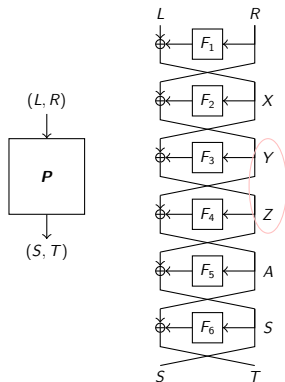 L R
F1
F2 X
(L, R)
F3 Y
P
F4 Z
(S, T)
F5 A
F6 S
S T